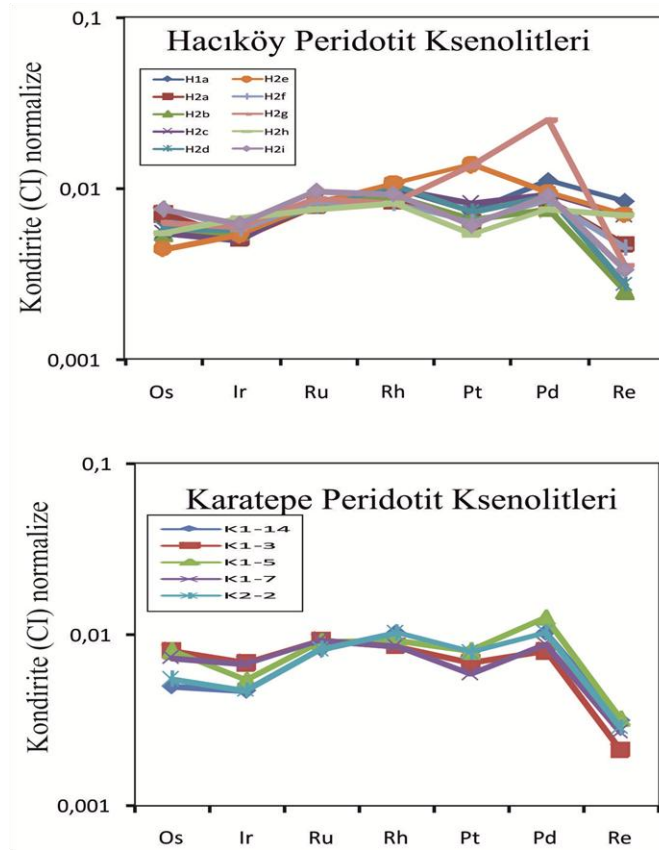 0,1
Hacıköy Peridotit Ksenolitleri
H1a H2e
H2a H2f
H2b H2g
H2c H2h
H2d H2i
Kondirite (CI) normalize
0,01
0,001
Os Ir Ru Rh Pt Pd Re
0,1
Karatepe Peridotit Ksenolitleri
K1-14
K1-3
K1-5
K1-7
K2-2
Kondirite (CI) normalize
0,01
0,001
Os Ir Ru Rh Pt Pd Re